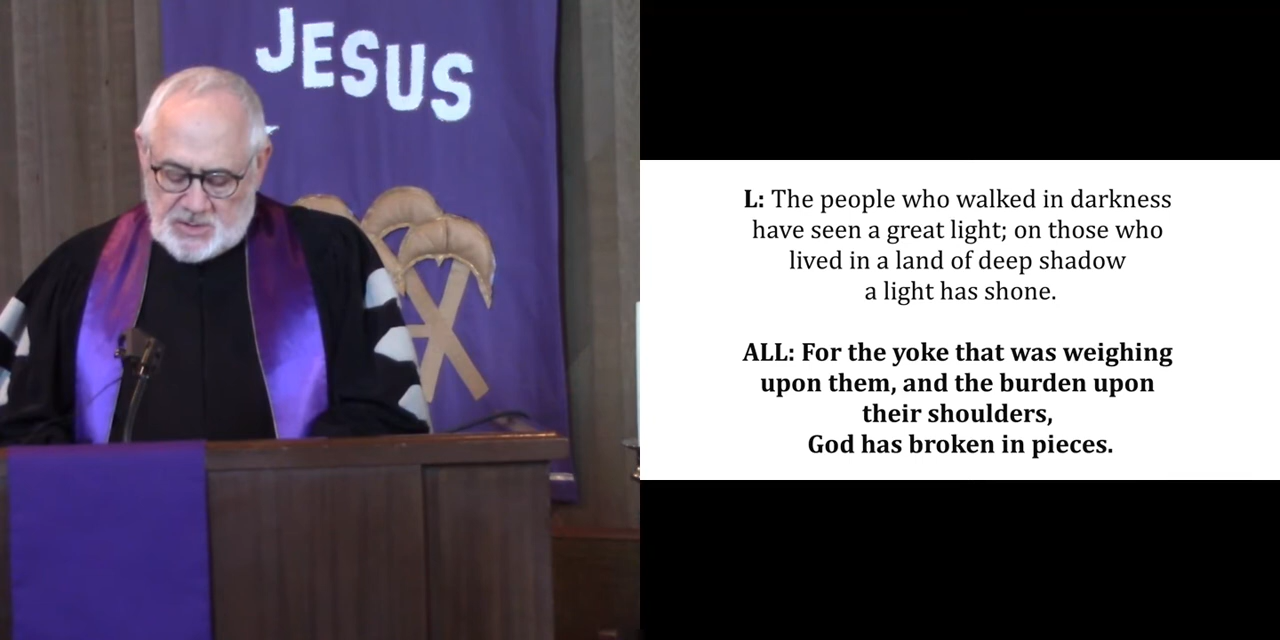 JESUS
L: The people who walked in darkness
have seen a great light; on those who
lived in a land of deep shadow
a light has shone.
ALL: For the yoke that was weighing
upon them, and the burden upon
their shoulders,
God has broken in pieces.